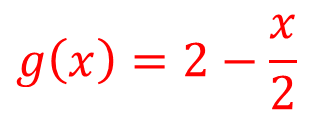 g(x) = 2 − x/2